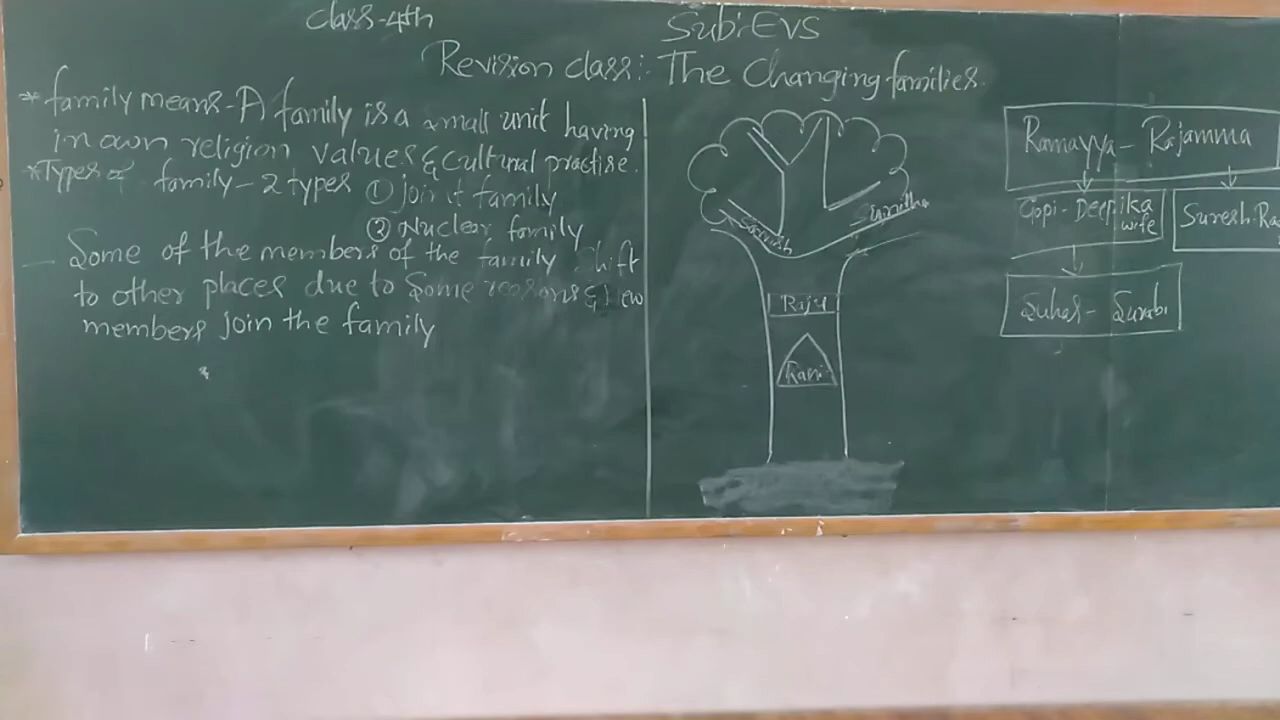 Class-4th
Sub:EVS
Revision class:- The Changing families.
* family means-A family is a small unit having
in own religion values & cultural practise.
* Types of family - 2 types ① joint family
② Nuclear family
- Some of the members of the family shift
to other places due to some reasons & New
members join the family
Suresh
Sunitha
Raju
Rani
Ramayya - Rajamma
Gopi - Deepika
wife
Suresh-
Suhas - Surabi